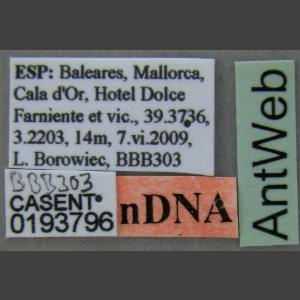 ESP: Baleares, Mallorca,
Cala d'Or, Hotel Dolce
Farniente et vic., 39.3736,
3.2203, 14m, 7.vi.2009,
L. Borowiec, BBB303
BBB303
CASENT
0193796
nDNA
AntWeb